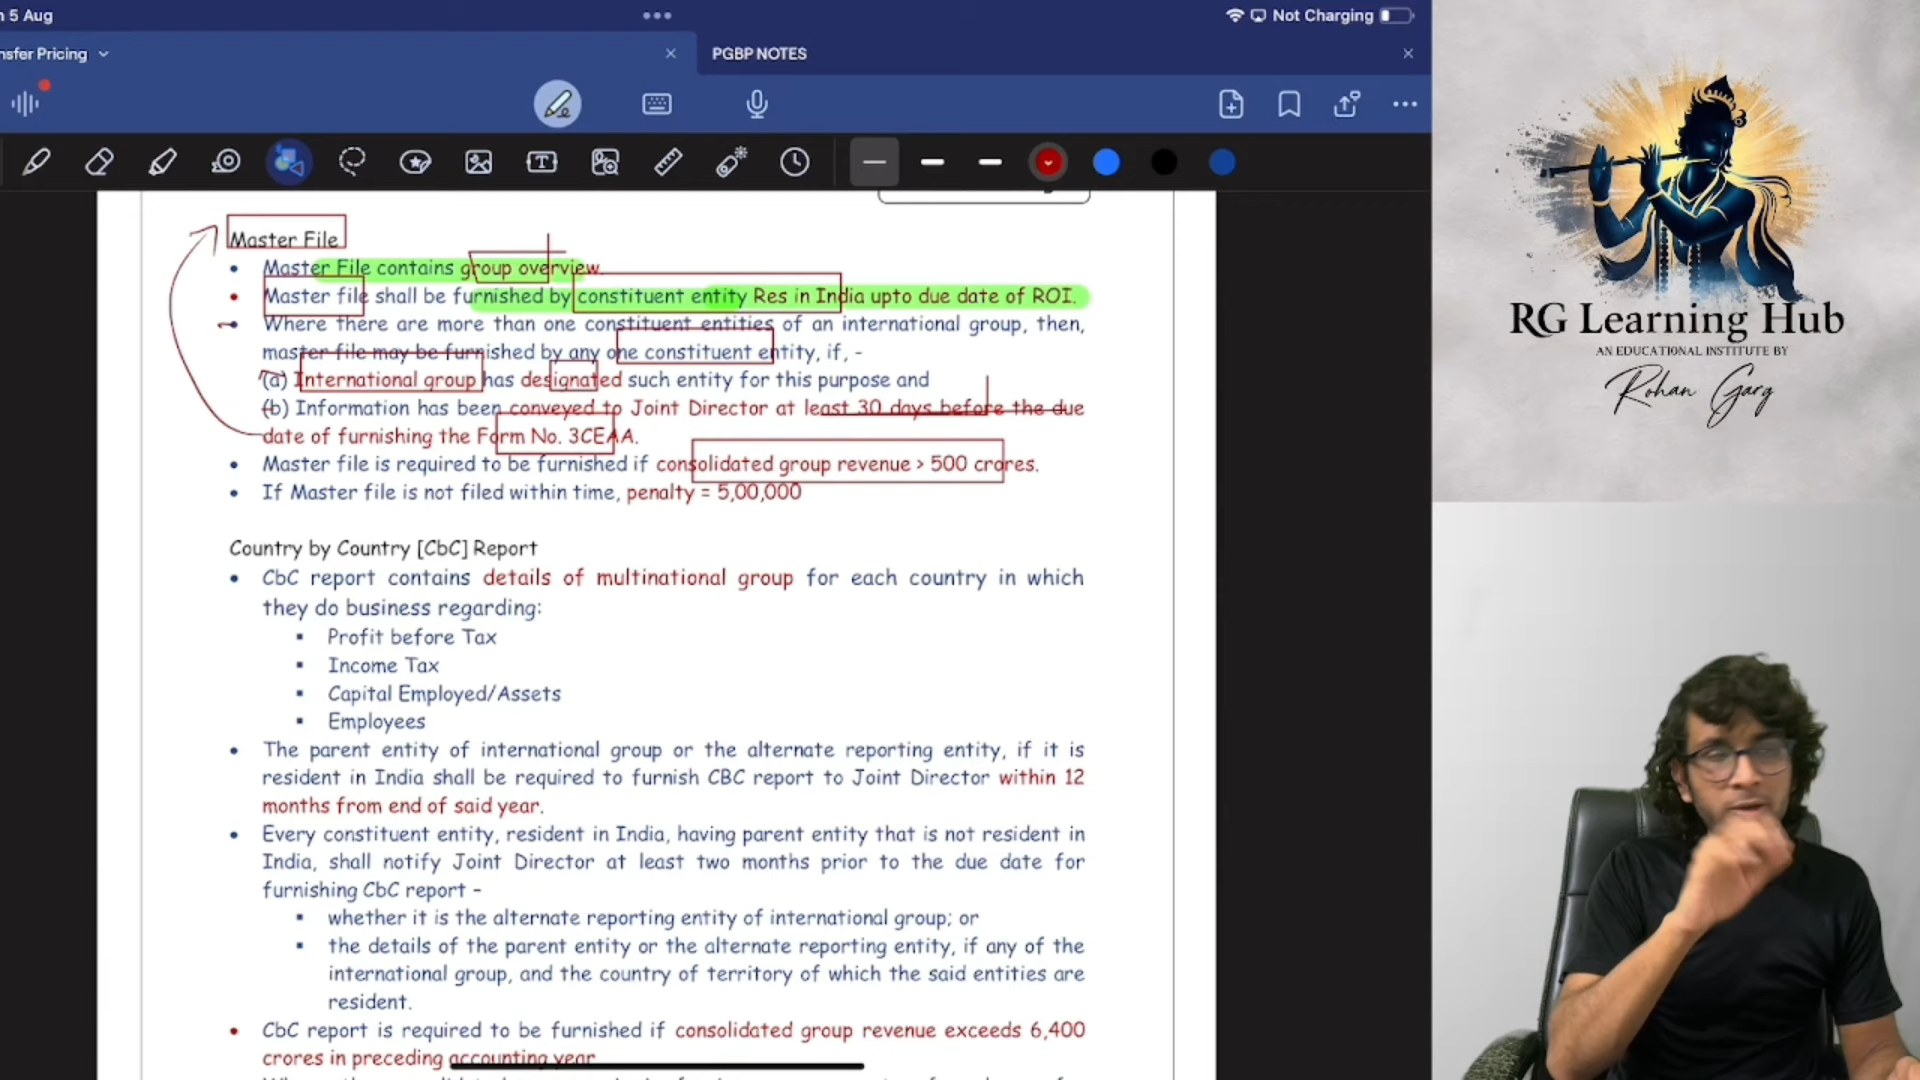 5 Aug
Not Charging
nsfer Pricing
PGBP NOTES
Master File
• Master File contains group overview.
• Master file shall be furnished by constituent entity Res in India upto due date of ROI.
• Where there are more than one constituent entities of an international group, then,
master file may be furnished by any one constituent entity, if, -
(a) International group has designated such entity for this purpose and
(b) Information has been conveyed to Joint Director at least 30 days before the due
date of furnishing the Form No. 3CEAA.
• Master file is required to be furnished if consolidated group revenue > 500 crores.
• If Master file is not filed within time, penalty = 5,00,000
Country by Country [CbC] Report
• CbC report contains details of multinational group for each country in which
they do business regarding:
▪ Profit before Tax
▪ Income Tax
▪ Capital Employed/Assets
▪ Employees
• The parent entity of international group or the alternate reporting entity, if it is
resident in India shall be required to furnish CBC report to Joint Director within 12
months from end of said year.
• Every constituent entity, resident in India, having parent entity that is not resident in
India, shall notify Joint Director at least two months prior to the due date for
furnishing CbC report –
▪ whether it is the alternate reporting entity of international group; or
▪ the details of the parent entity or the alternate reporting entity, if any of the
international group, and the country of territory of which the said entities are
resident.
• CbC report is required to be furnished if consolidated group revenue exceeds 6,400
crores in preceding accounting year
RG Learning Hub
AN EDUCATIONAL INSTITUTE BY
Rohan Garg